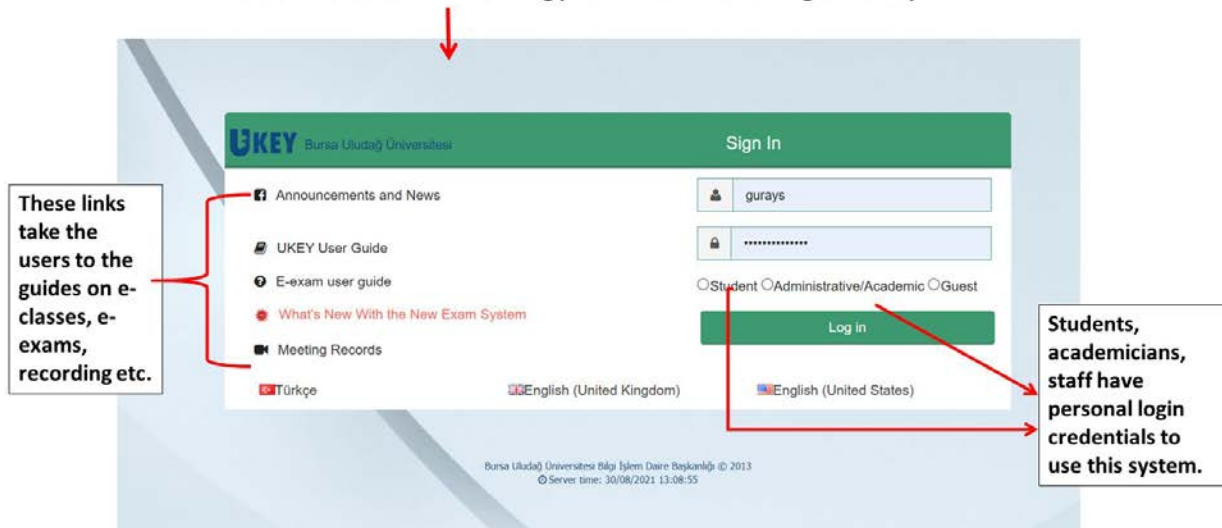 These links
take the
users to the
guides on e-
classes, e-
exams,
recording etc.
UKEY Bursa Uludağ Üniversitesi
Sign In
Announcements and News
UKEY User Guide
E-exam user guide
What's New With the New Exam System
Meeting Records
gurays
••••••••••••••
Student Administrative/Academic Guest
Log in
Türkçe
English (United Kingdom)
English (United States)
Bursa Uludağ Üniversitesi Bilgi İşlem Daire Başkanlığı © 2013
Server time: 30/08/2021 13:08:55
Students,
academicians,
staff have
personal login
credentials to
use this system.